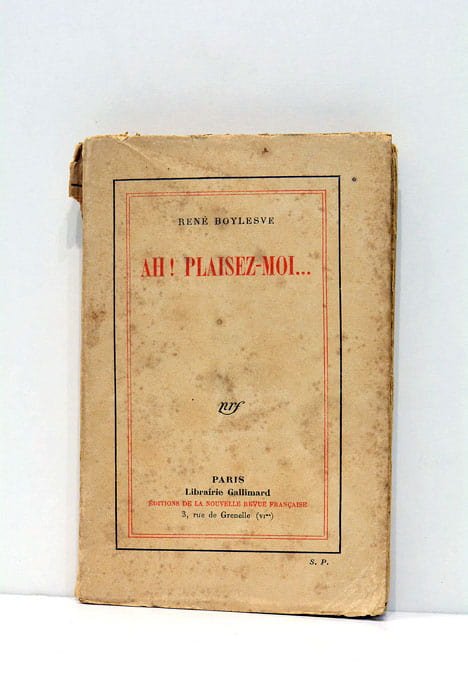 RENÉ BOYLESVE
AH! PLAISEZ-MOI...
nrf
PARIS
Librairie Gallimard
ÉDITIONS DE LA NOUVELLE REVUE FRANÇAISE
3, rue de Grenelle (VIme)
S. P.